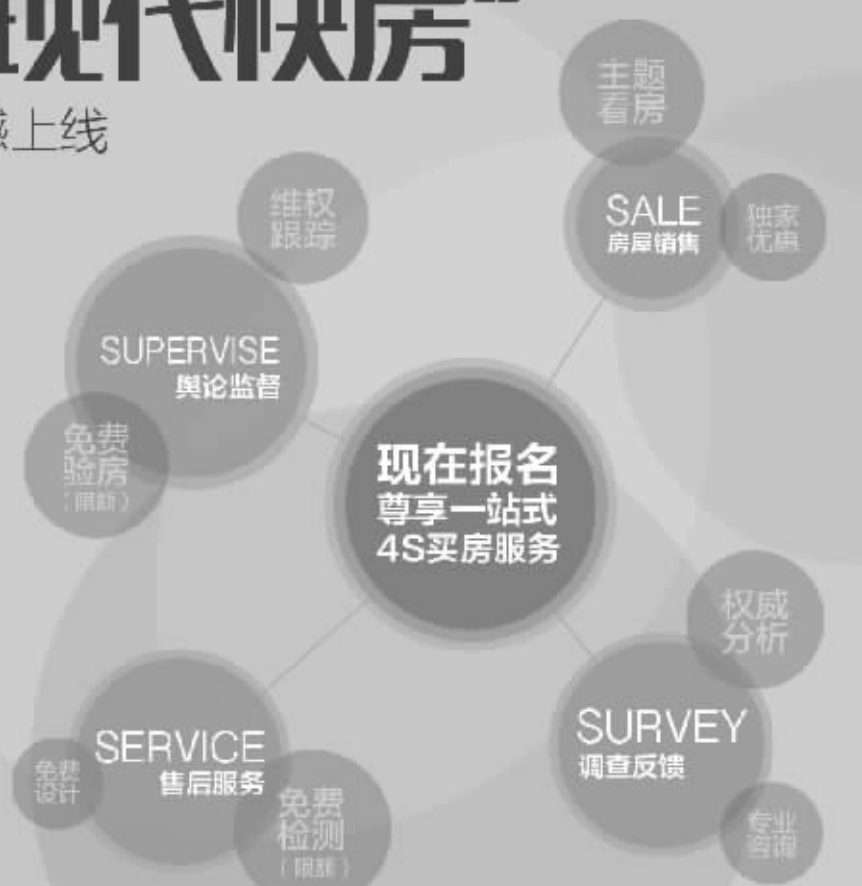 现代快房"
感上线
主题
看房
SALE
房屋销售
独家
优惠
维权
跟踪
SUPERVISE
舆论监督
免费
验房
（限新）
现在报名
尊享一站式
4S买房服务
权威
分析
SURVEY
调查反馈
专业
咨询
SERVICE
售后服务
免费
设计
免费
检测
（限新）